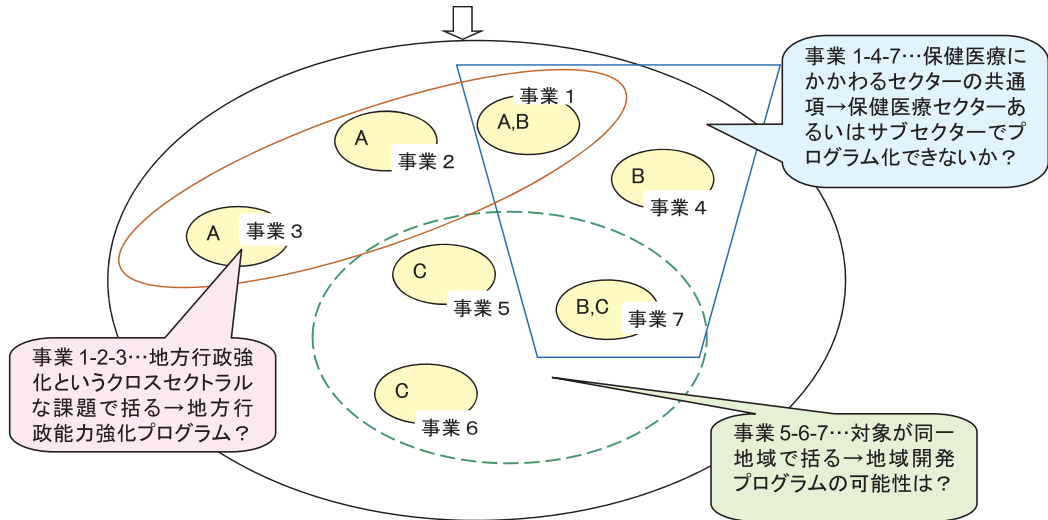 事業 1-4-7…保健医療に
かかわるセクターの共通
項→保健医療セクターあ
るいはサブセクターでプ
ログラム化できないか？
事業 1
A,B
A
事業 2
B
事業 4
A
事業 3
C
事業 5
B,C
事業 7
事業 1-2-3…地方行政強
化というクロスセクトラル
な課題で括る→地方行
政能力強化プログラム？
C
事業 6
事業 5-6-7…対象が同一
地域で括る→地域開発
プログラムの可能性は？